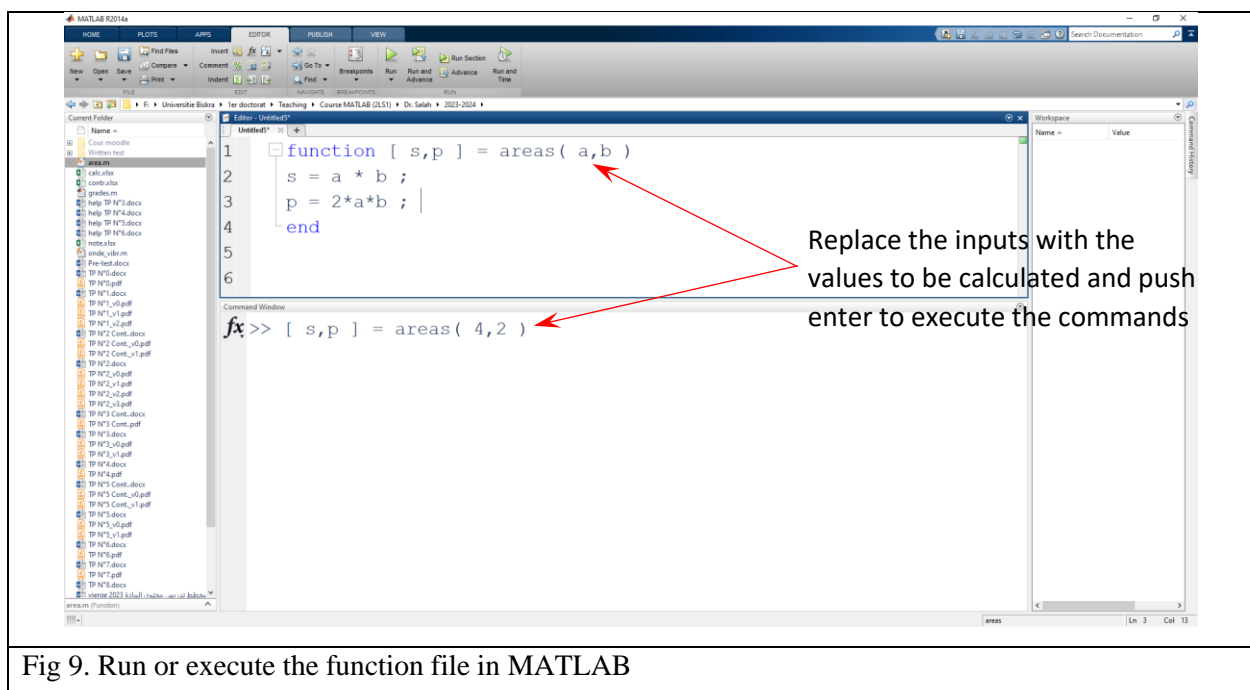 MATLAB R2014a
HOME PLOTS APPS EDITOR PUBLISH VIEW
Search Documentation
New Open Save Find Files Compare Print
Insert fx
Comment
Indent
Go To
Find
Breakpoints
Run
Run and Advance
Run Section
Advance
Run and Time
FILE EDIT NAVIGATE BREAKPOINTS RUN
F: Universitie Biskra 1er doctorat Teaching Course MATLAB (2LS1) Dr. Salah 2023-2024
Current Folder
Name
Cour moodle
Written test
area.m
calc.xlsx
contr.xlsx
grades.m
help TP N°3.docx
help TP N°4.docx
help TP N°5.docx
help TP N°6.docx
note.xlsx
onde_vibr.m
Pre-test.docx
TP N°0.docx
TP N°0.pdf
TP N°1.docx
TP N°1_v0.pdf
TP N°1_v1.pdf
TP N°1_v2.pdf
TP N°2 Cont..docx
TP N°2 Cont._v0.pdf
TP N°2 Cont._v1.pdf
TP N°2.docx
TP N°2_v0.pdf
TP N°2_v1.pdf
TP N°2_v2.pdf
TP N°2_v3.pdf
TP N°3 Cont..docx
TP N°3 Cont..pdf
TP N°3.docx
TP N°3_v0.pdf
TP N°3_v1.pdf
TP N°4.docx
TP N°4.pdf
TP N°5 Cont..docx
TP N°5 Cont._v0.pdf
TP N°5 Cont._v1.pdf
TP N°5.docx
TP N°5_v0.pdf
TP N°5_v1.pdf
TP N°6.docx
TP N°6.pdf
TP N°7.docx
TP N°7.pdf
TP N°8.docx
vierge 2023
area.m (Function)
Editor - Untitled5*
Untitled5*
1 function [ s,p ] = areas( a,b )
2 s = a * b ;
3 p = 2*a*b ;
4 end
5
6
Command Window
fx >> [ s,p ] = areas( 4,2 )
Replace the inputs with the
values to be calculated and push
enter to execute the commands
Workspace
Name Value
Command History
areas Ln 3 Col 13
Fig 9. Run or execute the function file in MATLAB